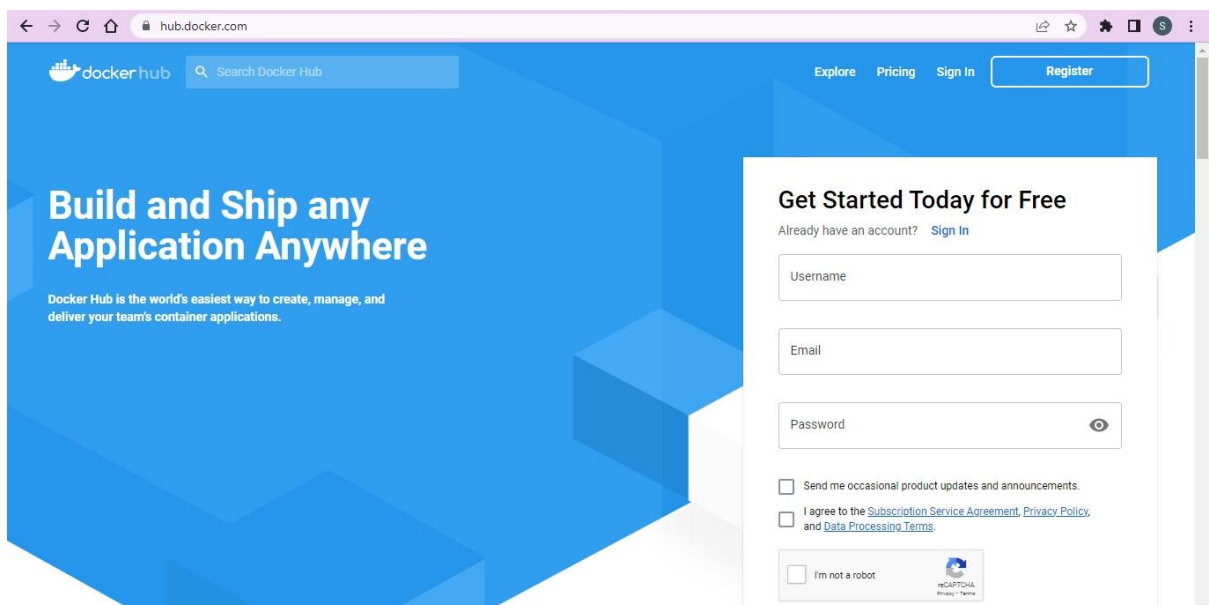 hub.docker.com
S
dockerhub
Search Docker Hub
Explore Pricing Sign In Register
Build and Ship any
Application Anywhere
Docker Hub is the world's easiest way to create, manage, and
deliver your team's container applications.
Get Started Today for Free
Already have an account? Sign In
Username
Email
Password
Send me occasional product updates and announcements.
I agree to the Subscription Service Agreement, Privacy Policy,
and Data Processing Terms.
I'm not a robot
reCAPTCHA
Privacy - Terms